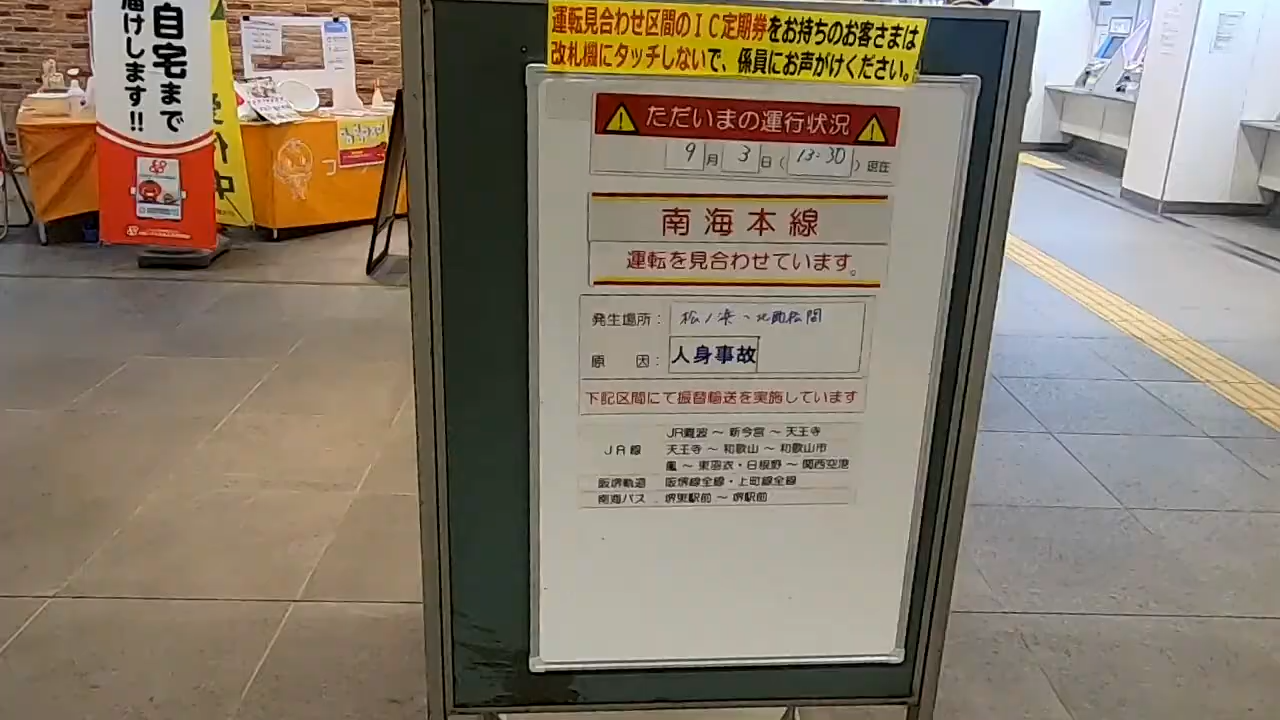 運転見合わせ区間のIC定期券をお持ちのお客さまは
改札機にタッチしないで、係員にお声がけください。
ただいまの運行状況
9月3日(13:30)現在
南海本線
運転を見合わせています。
発生場所: 松ノ浜~北助松間
原 因: 人身事故
下記区間にて振替輸送を実施しています
JR線
JR難波 ~ 新今宮 ~ 天王寺
天王寺 ~ 和歌山 ~ 和歌山市
鳳 ~ 東羽衣・日根野 ~ 関西空港
阪堺軌道 阪堺線全線・上町線全線
南海バス 堺東駅前 ~ 堺駅前
自宅まで
届けします!!